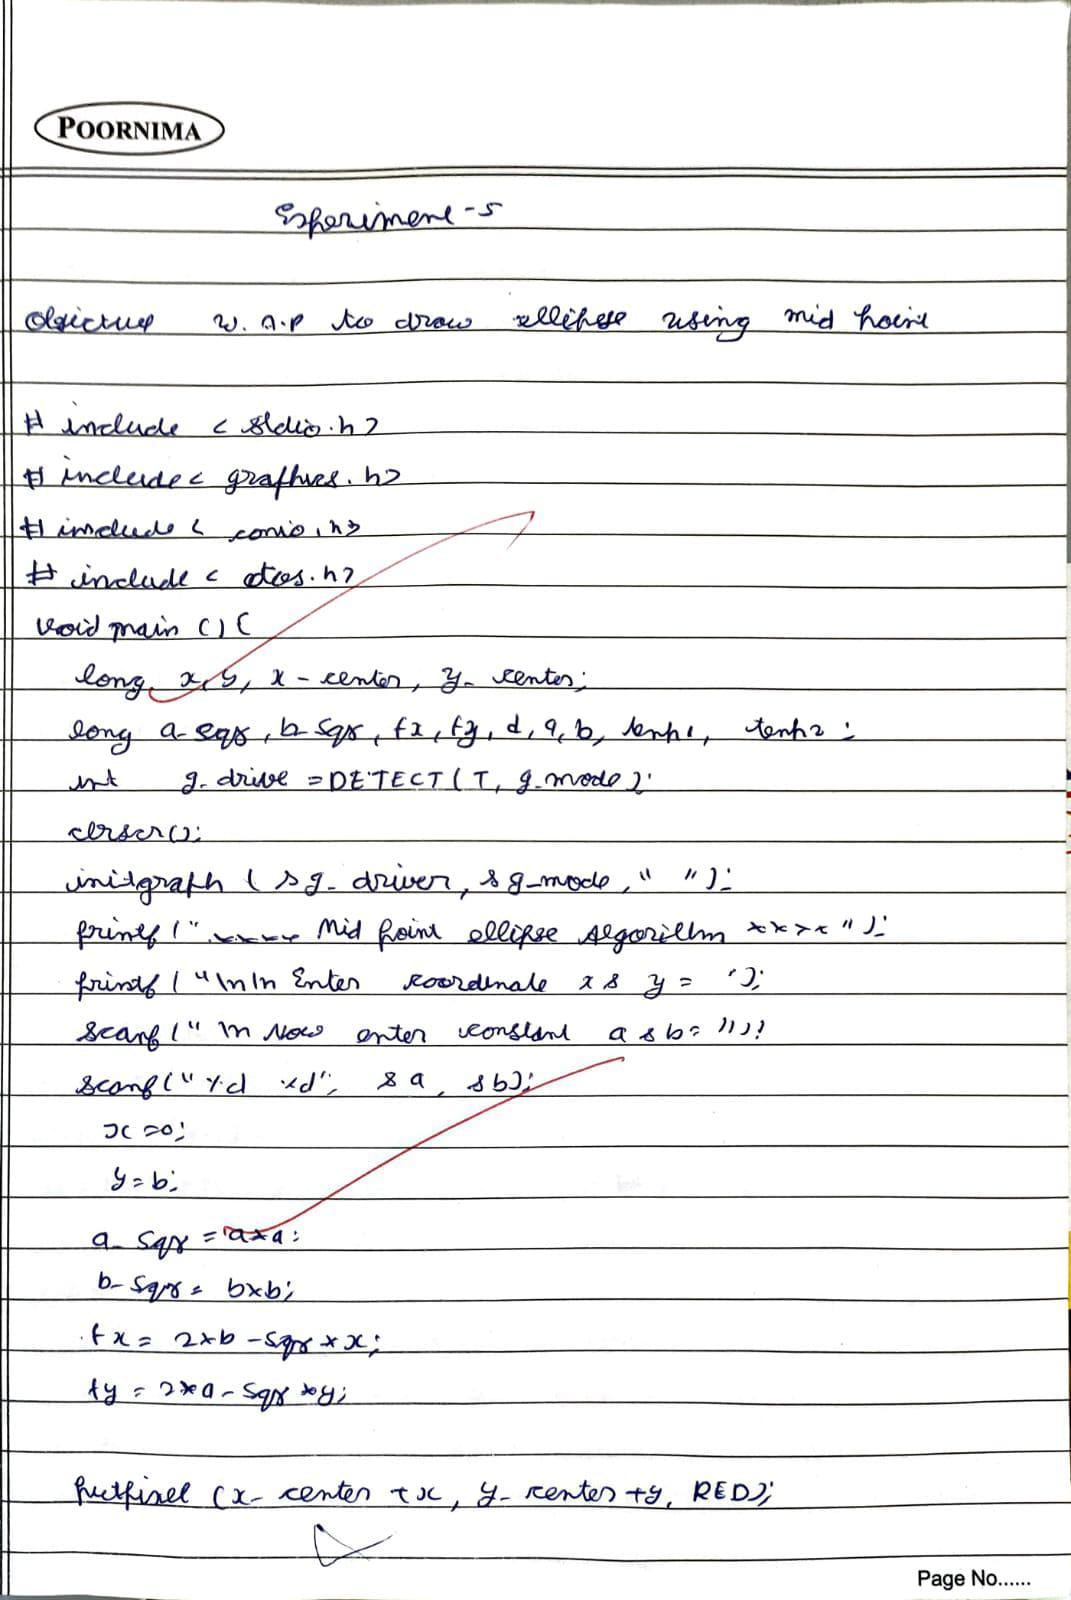 POORNIMA
Experiment - 5
Objective W.A.P to draw ellipese using mid point
# include < stdio.h>
# include < graphics.h>
# include < conio.h>
# include < dos.h>
void main () {
long x, y, x - center, y - center;
long a - sqr, b - sqr, fx, fy, d, a, b, temp1, temp2;
int g - drive = DETECT ( T, g - mode );
clrscr();
initgraph ( & g - driver, & g - mode, " " );
printf (" **** Mid point ellipse Algorithm **** ");
printf ( "\n\n Enter coordinate x & y = ');
scanf (" \n Now enter constant a & b = "));
scanf (" %d %d", & a, & b);
x = 0;
y = b;
a - sqr = a*a;
b - sqr = b*b;
fx = 2*b - sqr * x;
fy = 2*a - sqr * y;
putpixel (x - center + x, y - center + y, RED);
Page No......